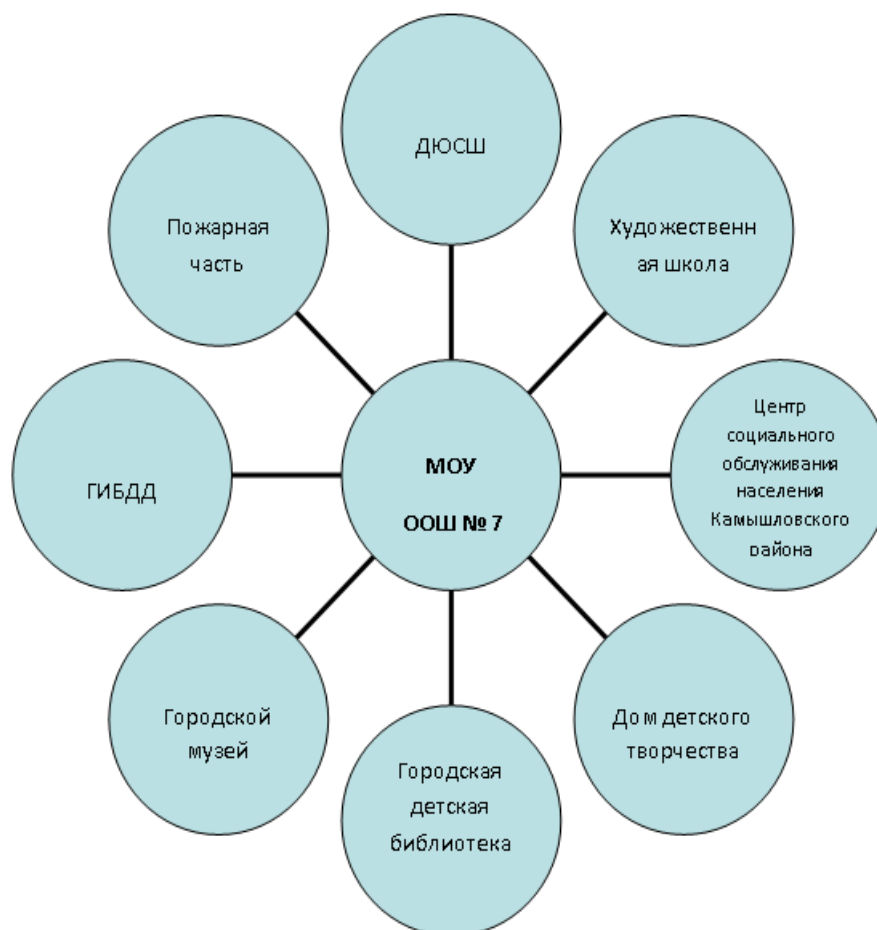 ДЮСШ
Пожарная
часть
Художественн
ая школа
МОУ
ООШ № 7
ГИБДД
Центр
социального
обслуживания
населения
Камышловского
района
Городской
музей
Дом детского
творчества
Городская
детская
библиотека